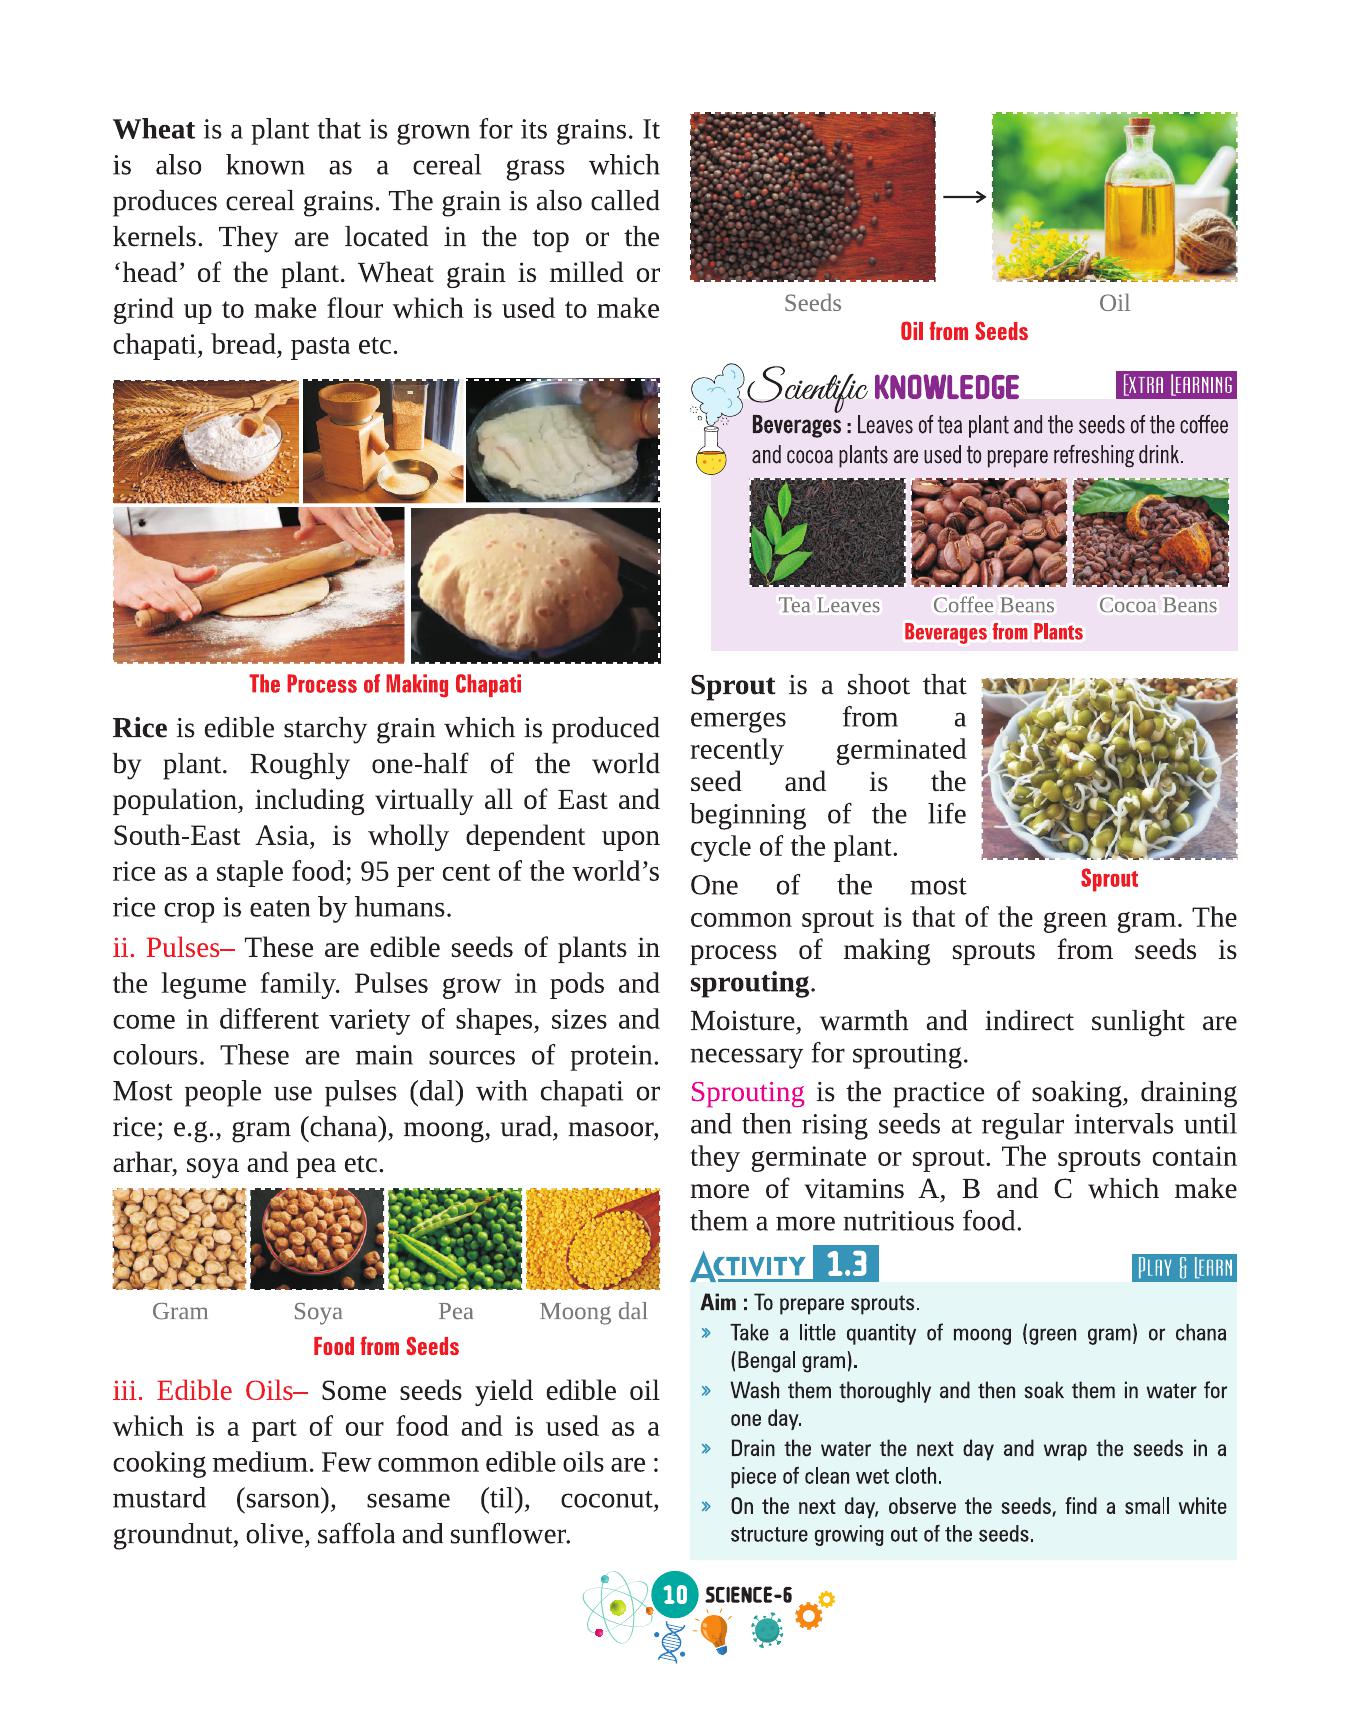 Wheat is a plant that is grown for its grains. It
is also known as a cereal grass which
produces cereal grains. The grain is also called
kernels. They are located in the top or the
‘head’ of the plant. Wheat grain is milled or
grind up to make flour which is used to make
chapati, bread, pasta etc.
The Process of Making Chapati
Rice is edible starchy grain which is produced
by plant. Roughly one-half of the world
population, including virtually all of East and
South-East Asia, is wholly dependent upon
rice as a staple food; 95 per cent of the world’s
rice crop is eaten by humans.
ii. Pulses– These are edible seeds of plants in
the legume family. Pulses grow in pods and
come in different variety of shapes, sizes and
colours. These are main sources of protein.
Most people use pulses (dal) with chapati or
rice; e.g., gram (chana), moong, urad, masoor,
arhar, soya and pea etc.
Gram Soya Pea Moong dal
Food from Seeds
iii. Edible Oils– Some seeds yield edible oil
which is a part of our food and is used as a
cooking medium. Few common edible oils are :
mustard (sarson), sesame (til), coconut,
groundnut, olive, saffola and sunflower.
Seeds Oil
Oil from Seeds
Scientific KNOWLEDGE EXTRA LEARNING
Beverages : Leaves of tea plant and the seeds of the coffee
and cocoa plants are used to prepare refreshing drink.
Tea Leaves Coffee Beans Cocoa Beans
Beverages from Plants
Sprout is a shoot that
emerges from a
recently germinated
seed and is the
beginning of the life
cycle of the plant.
Sprout
One of the most
common sprout is that of the green gram. The
process of making sprouts from seeds is
sprouting.
Moisture, warmth and indirect sunlight are
necessary for sprouting.
Sprouting is the practice of soaking, draining
and then rising seeds at regular intervals until
they germinate or sprout. The sprouts contain
more of vitamins A, B and C which make
them a more nutritious food.
ACTIVITY 1.3 PLAY & LEARN
Aim : To prepare sprouts.
» Take a little quantity of moong (green gram) or chana
(Bengal gram).
» Wash them thoroughly and then soak them in water for
one day.
» Drain the water the next day and wrap the seeds in a
piece of clean wet cloth.
» On the next day, observe the seeds, find a small white
structure growing out of the seeds.
10 SCIENCE-6